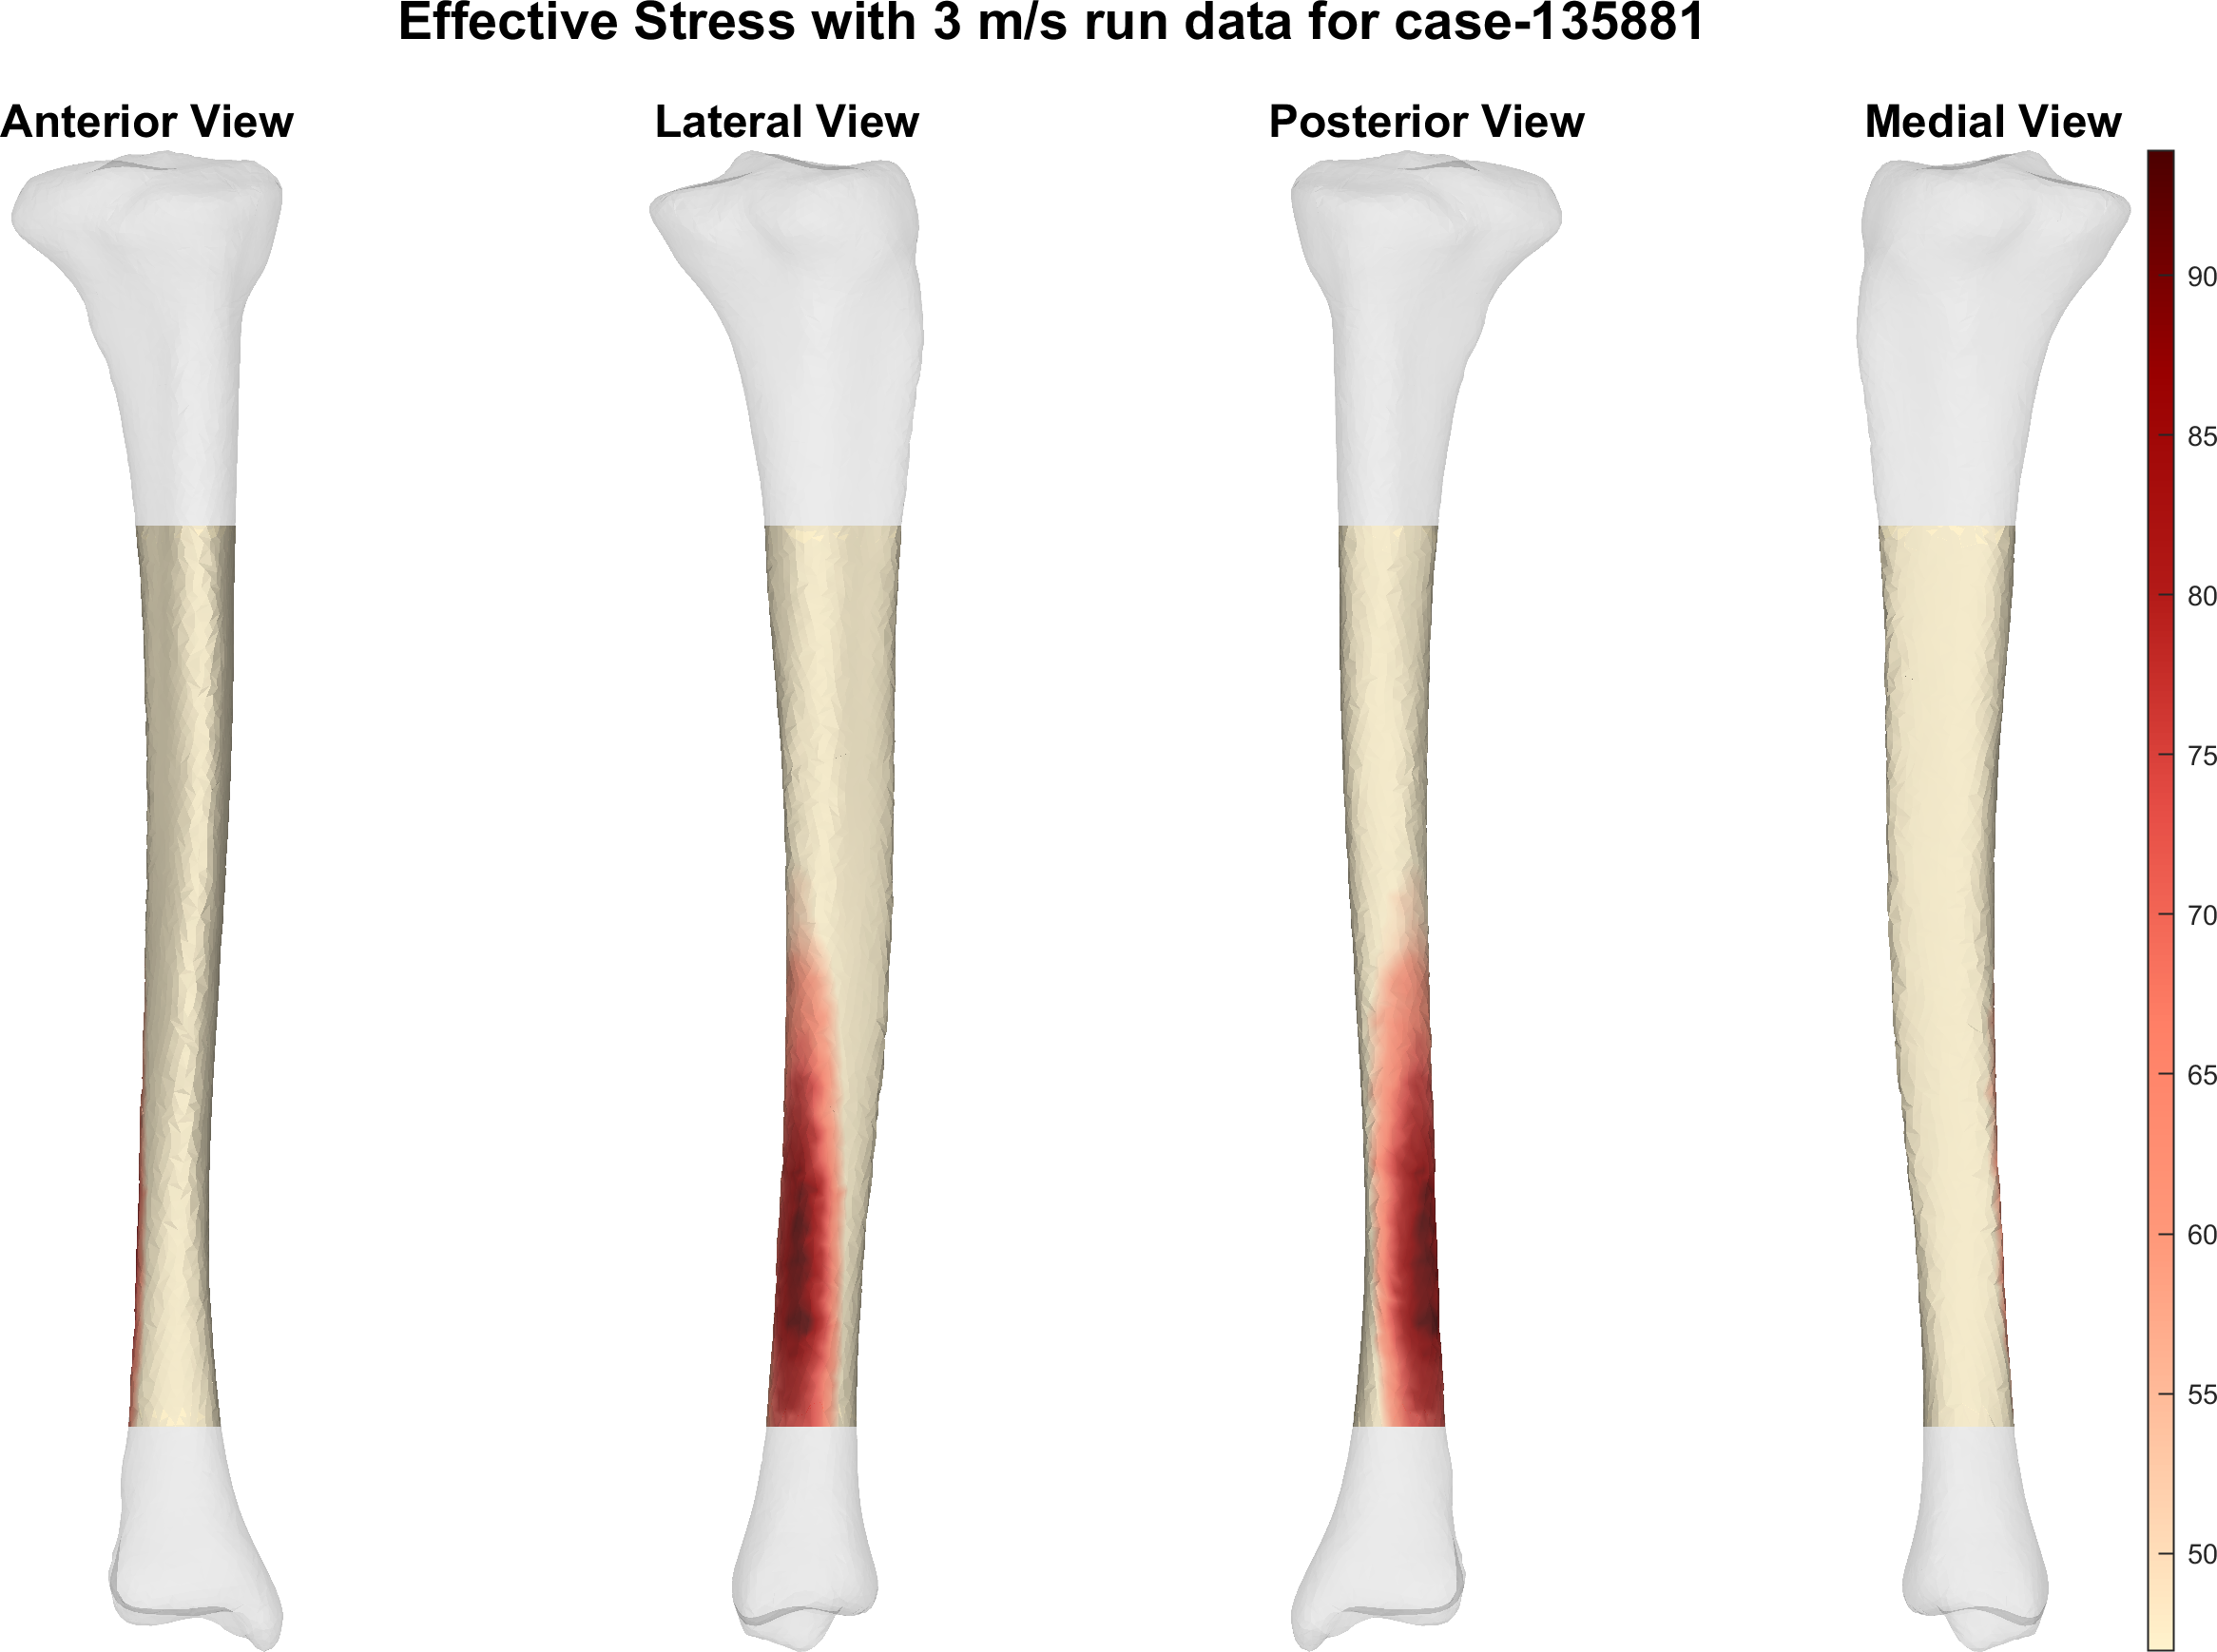 Effective Stress with 3 m/s run data for case-135881
Anterior View
Lateral View
Posterior View
Medial View
90
85
80
75
70
65
60
55
50